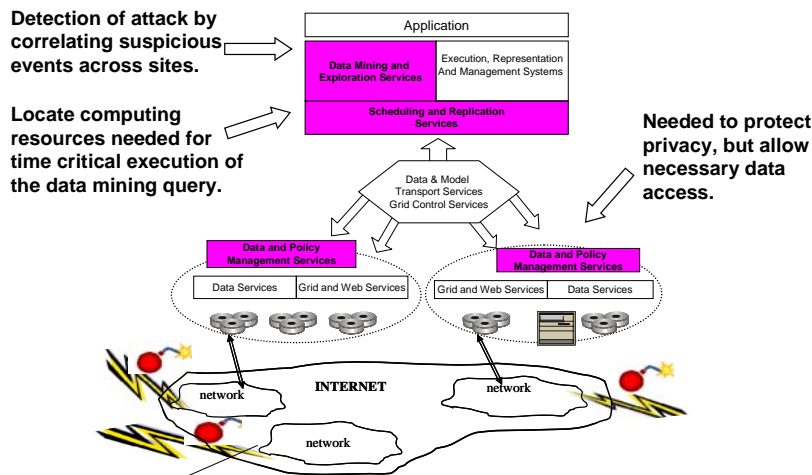 Detection of attack by
correlating suspicious
events across sites.
Application
Data Mining and
Exploration Services
Execution, Representation
And Management Systems
Locate computing
resources needed for
time critical execution of
the data mining query.
Scheduling and Replication
Services
Needed to protect
privacy, but allow
necessary data
access.
Data & Model
Transport Services
Grid Control Services
Data and Policy
Management Services
Data and Policy
Management Services
Data Services
Grid and Web Services
Grid and Web Services
Data Services
INTERNET
network
network
network